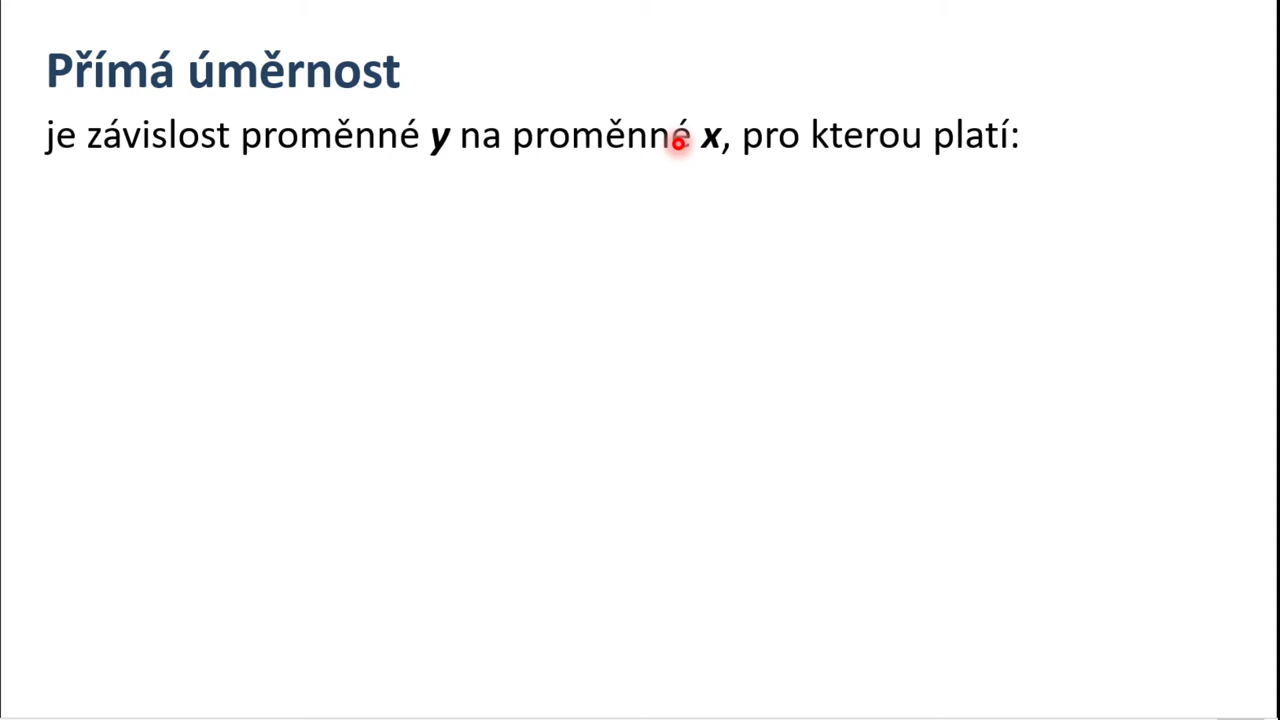 Přímá úměrnost
je závislost proměnné y na proměnné x, pro kterou platí: